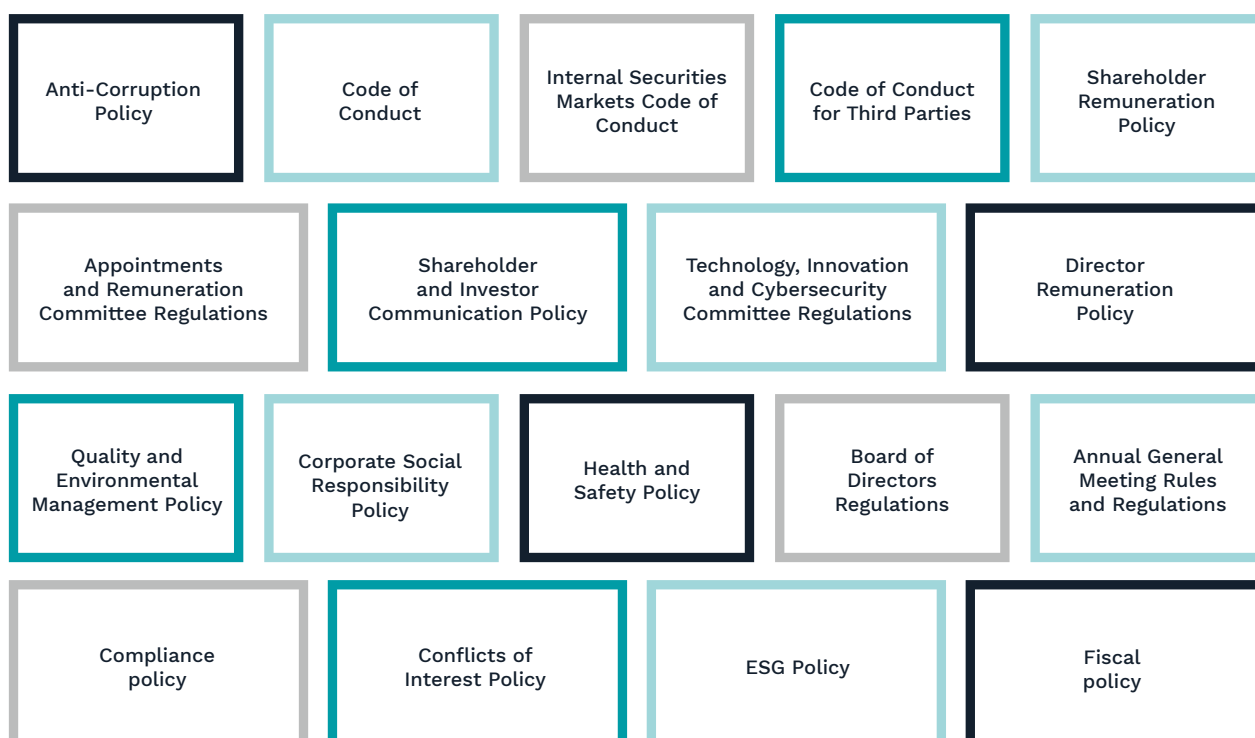 Anti-Corruption
Policy
Code of
Conduct
Internal Securities
Markets Code of
Conduct
Code of Conduct
for Third Parties
Shareholder
Remuneration
Policy
Appointments
and Remuneration
Committee Regulations
Shareholder
and Investor
Communication Policy
Technology, Innovation
and Cybersecurity
Committee Regulations
Director
Remuneration
Policy
Quality and
Environmental
Management Policy
Corporate Social
Responsibility
Policy
Health and
Safety Policy
Board of
Directors
Regulations
Annual General
Meeting Rules
and Regulations
Compliance
policy
Conflicts of
Interest Policy
ESG Policy
Fiscal
policy